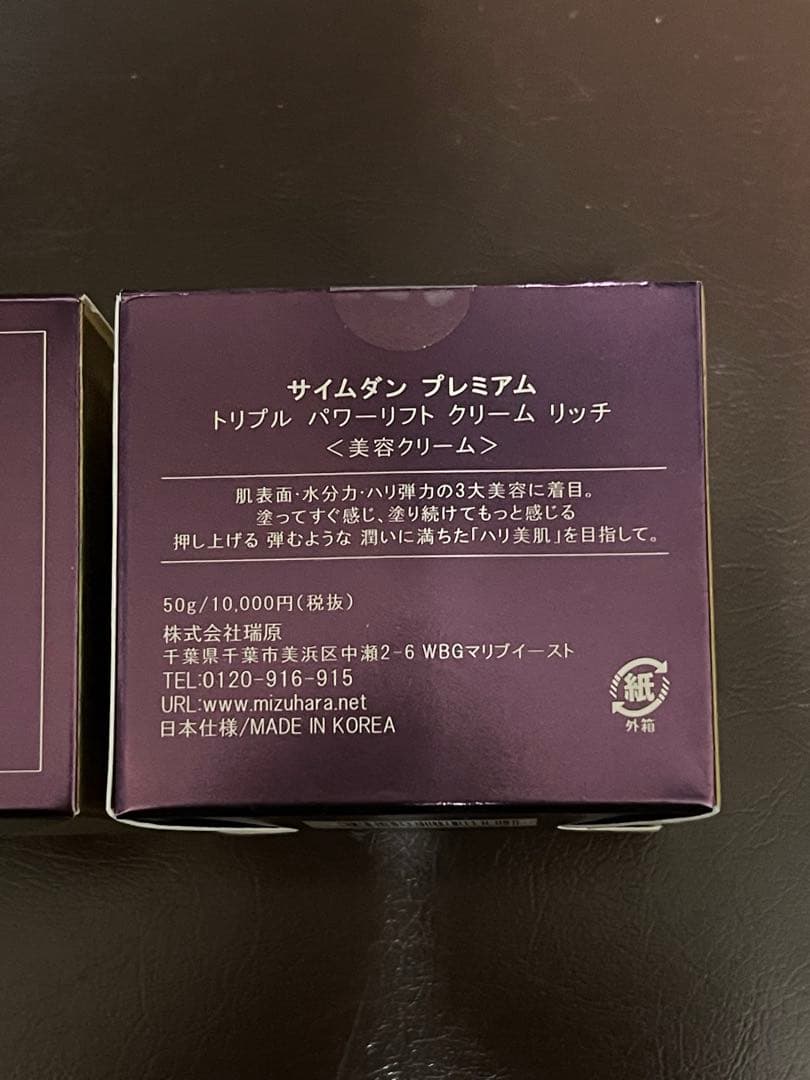 サイムダン プレミアム
トリプル パワーリフト クリーム リッチ
<美容クリーム>
肌表面・水分力・ハリ弾力の3大美容に着目。
塗ってすぐ感じ、塗り続けてもっと感じる
押し上げる 弾むような 潤いに満ちた「ハリ美肌」を目指して。
50g/10,000円(税抜)
株式会社瑞原
千葉県千葉市美浜区中瀬2-6 WBGマリブイースト
TEL:0120-916-915
URL:www.mizuhara.net
日本仕様/MADE IN KOREA
紙
外箱